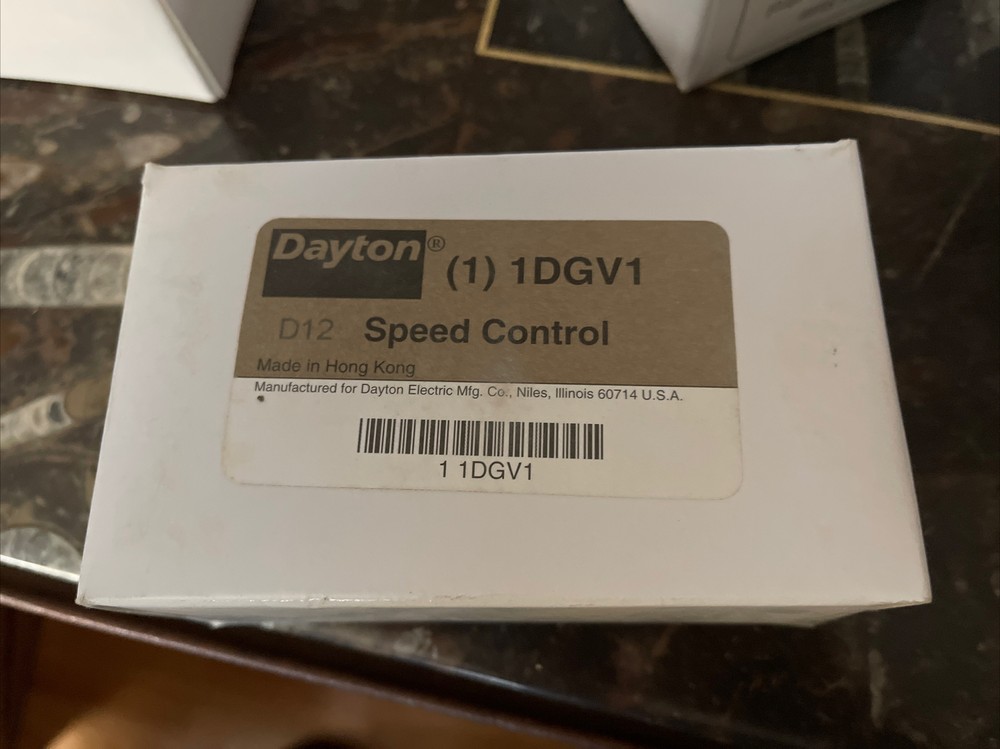 Dayton® (1) 1DGV1
D12 Speed Control
Made in Hong Kong
Manufactured for Dayton Electric Mfg. Co., Niles, Illinois 60714 U.S.A.
1 1DGV1